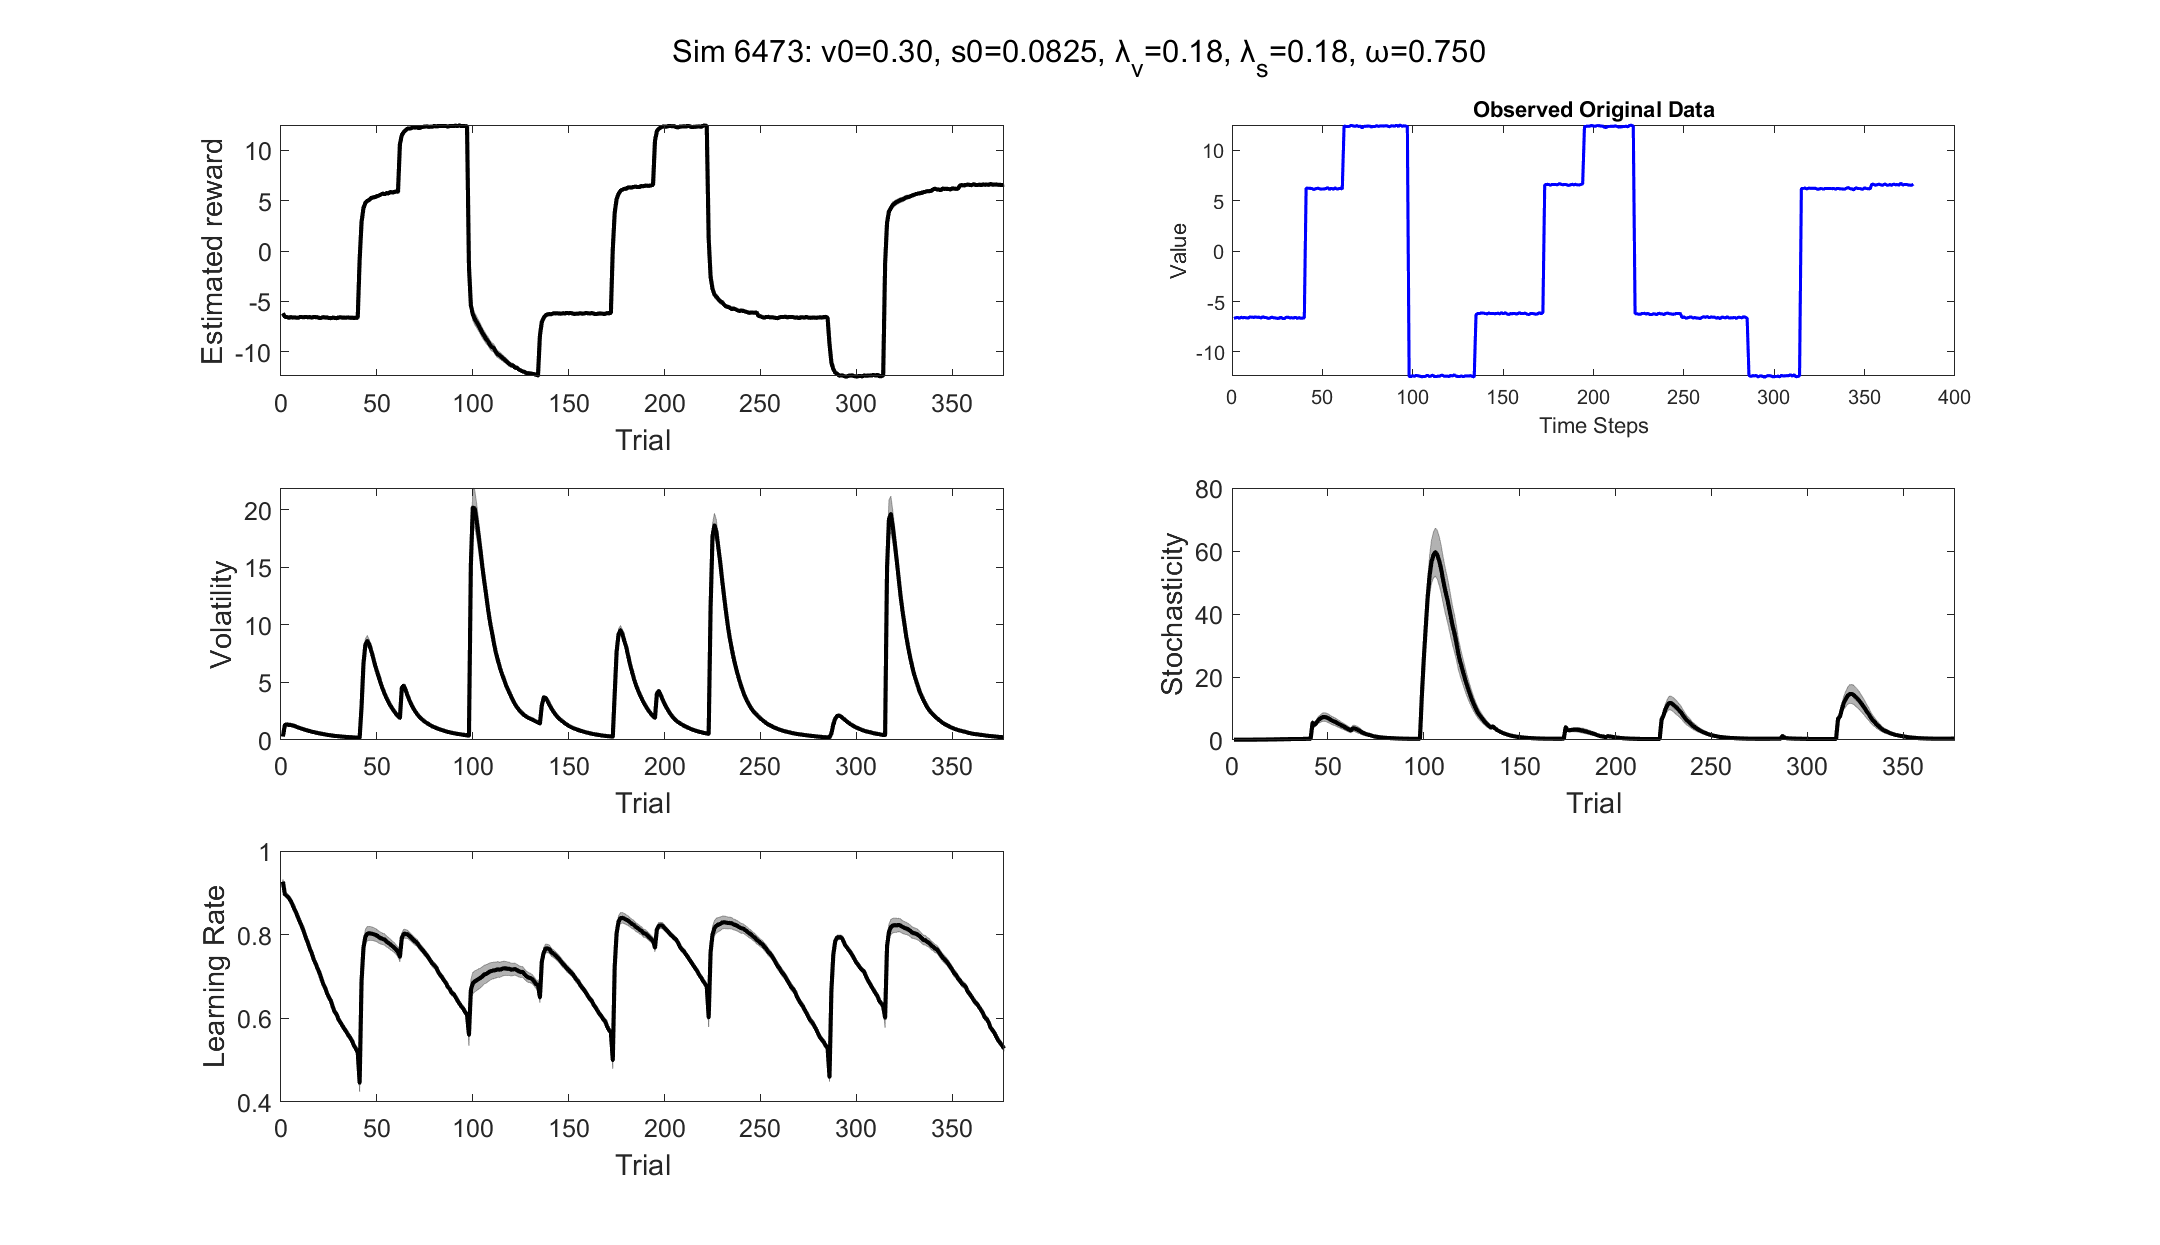 Sim 6473: v0=0.30, s0=0.0825, λv=0.18, λs=0.18, ω=0.750
Estimated reward
10
5
0
-5
-10
0 50 100 150 200 250 300 350
Trial
Observed Original Data
Value
10
5
0
-5
-10
0 50 100 150 200 250 300 350 400
Time Steps
Volatility
20
15
10
5
0
0 50 100 150 200 250 300 350
Trial
Stochasticity
80
60
40
20
0
0 50 100 150 200 250 300 350
Trial
Learning Rate
1
0.8
0.6
0.4
0 50 100 150 200 250 300 350
Trial